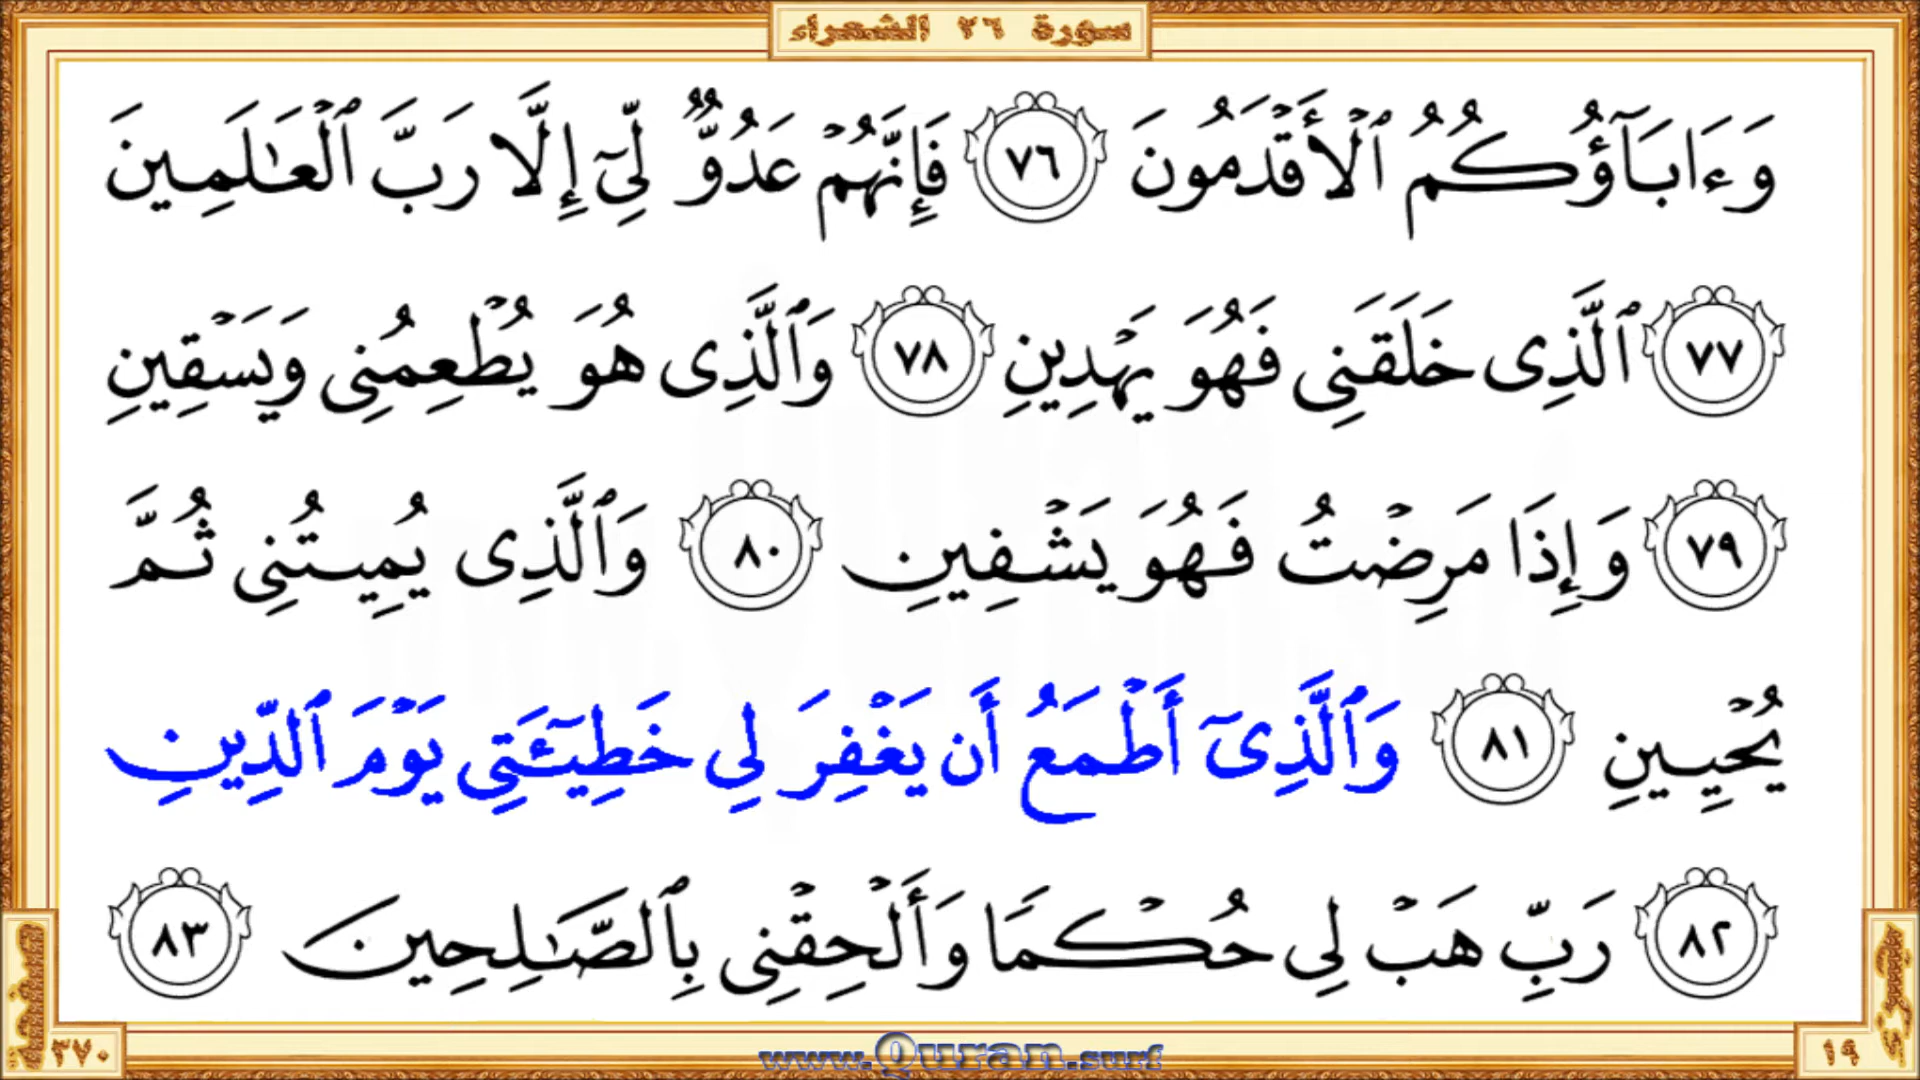 سورة ٢٦ الشعراء
وَءَابَآؤُكُمُ ٱلْأَقْدَمُونَ ٧٦ فَإِنَّهُمْ عَدُوٌّ لِّىٓ إِلَّا رَبَّ ٱلْعَـٰلَمِينَ
٧٧ ٱلَّذِى خَلَقَنِى فَهُوَ يَهْدِينِ ٧٨ وَٱلَّذِى هُوَ يُطْعِمُنِى وَيَسْقِينِ
٧٩ وَإِذَا مَرِضْتُ فَهُوَ يَشْفِينِ ٨٠ وَٱلَّذِى يُمِيتُنِى ثُمَّ
يُحْيِينِ ٨١ وَٱلَّذِىٓ أَطْمَعُ أَن يَغْفِرَ لِى خَطِيٓـَٔتِى يَوْمَ ٱلدِّينِ
٨٢ رَبِّ هَبْ لِى حُكْمًا وَأَلْحِقْنِى بِٱلصَّـٰلِحِينَ ٨٣
١٩
www.Quran.surf
صفحة ٣٧٠